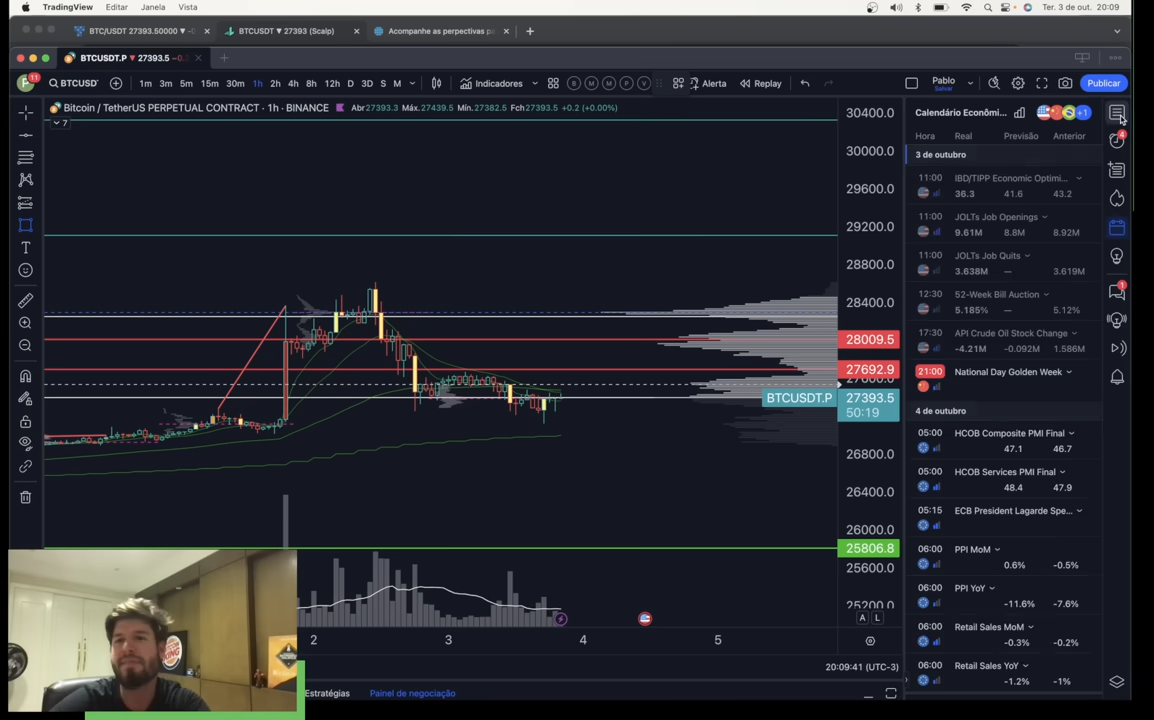 TradingView Editar Janela Vista Ter. 3 de out. 20:09
BTC/USDT 27393.50000 ▼ BTCUSDT ▼ 27393 (Scalp) Acompanhe as perpectivas p
BTCUSDT.P ▼ 27393.5
11 BTCUSD 1m 3m 5m 15m 30m 1h 2h 4h 8h 12h D 3D S M Indicadores B M M P V Alerta Replay Pablo Salvar Publicar
Bitcoin / TetherUS PERPETUAL CONTRACT · 1h · BINANCE Abr27393.3 Máx.27439.5 Mín.27382.5 Fch27393.5 +0.2 (+0.00%)
7
30400.0
30000.0
29600.0
29200.0
28800.0
28400.0
28009.5
27692.9
BTCUSDT.P 27393.5
50:19
26800.0
26400.0
26000.0
25806.8
25600.0
25200.0
A L
2 3 4 5
20:09:41 (UTC-3)
Estratégias Painel de negociação
Calendário Econômi... +1
Hora Real Previsão Anterior
3 de outubro
11:00 IBD/TIPP Economic Optimi...
36.3 41.6 43.2
11:00 JOLTs Job Openings
9.61M 8.8M 8.92M
11:00 JOLTs Job Quits
3.638M — 3.619M
12:30 52-Week Bill Auction
5.185% — 5.12%
17:30 API Crude Oil Stock Change
-4.21M -0.092M 1.586M
21:00 National Day Golden Week
4 de outubro
05:00 HCOB Composite PMI Final
47.1 46.7
05:00 HCOB Services PMI Final
48.4 47.9
05:15 ECB President Lagarde Spe...
06:00 PPI MoM
0.6% -0.5%
06:00 PPI YoY
-11.6% -7.6%
06:00 Retail Sales MoM
-0.3% -0.2%
06:00 Retail Sales YoY
-1.2% -1%
4
1
BURGER
KING